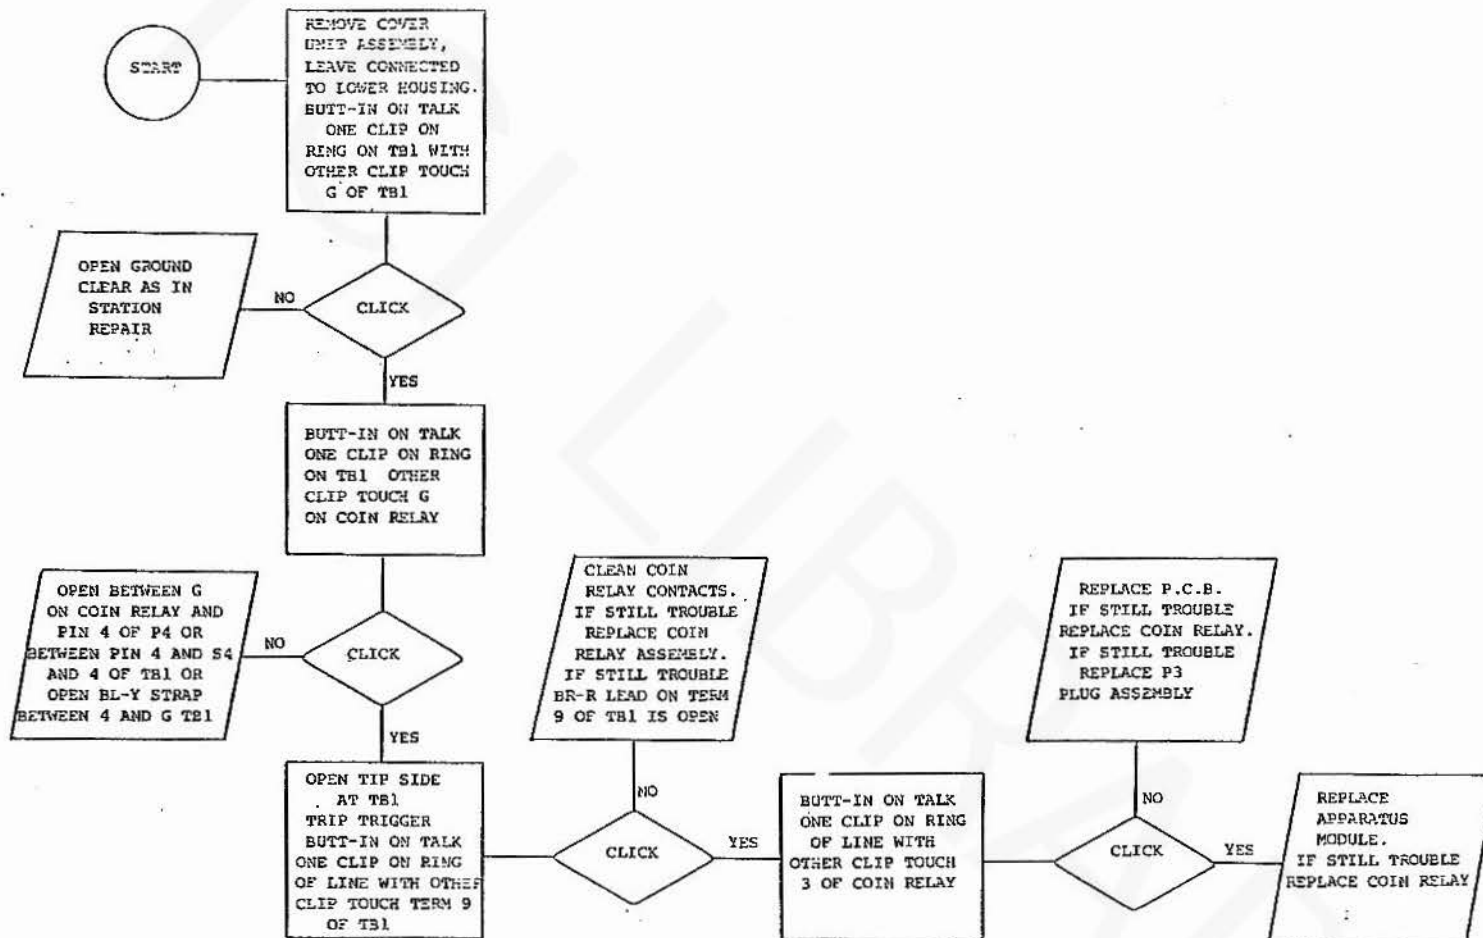 START
REMOVE COVER
UNIT ASSEMBLY,
LEAVE CONNECTED
TO LOWER HOUSING.
BUTT-IN ON TALK
ONE CLIP ON
RING ON TB1 WITH
OTHER CLIP TOUCH
G OF TB1
OPEN GROUND
CLEAR AS IN
STATION
REPAIR
NO
CLICK
YES
BUTT-IN ON TALK
ONE CLIP ON RING
ON TB1 OTHER
CLIP TOUCH G
ON COIN RELAY
OPEN BETWEEN G
ON COIN RELAY AND
PIN 4 OF P4 OR
BETWEEN PIN 4 AND S4
AND 4 OF TB1 OR
OPEN BL-Y STRAP
BETWEEN 4 AND G TB1
NO
CLICK
YES
OPEN TIP SIDE
AT TB1
TRIP TRIGGER
BUTT-IN ON TALK
ONE CLIP ON RING
OF LINE WITH OTHER
CLIP TOUCH TERM 9
OF TB1
CLEAN COIN
RELAY CONTACTS.
IF STILL TROUBLE
REPLACE COIN
RELAY ASSEMBLY.
IF STILL TROUBLE
BR-R LEAD ON TERM
9 OF TB1 IS OPEN
NO
CLICK
YES
BUTT-IN ON TALK
ONE CLIP ON RING
OF LINE WITH
OTHER CLIP TOUCH
3 OF COIN RELAY
REPLACE P.C.B.
IF STILL TROUBLE
REPLACE COIN RELAY.
IF STILL TROUBLE
REPLACE P3
PLUG ASSEMBLY
NO
CLICK
YES
REPLACE
APPARATUS
MODULE.
IF STILL TROUBLE
REPLACE COIN RELAY
LIBRA